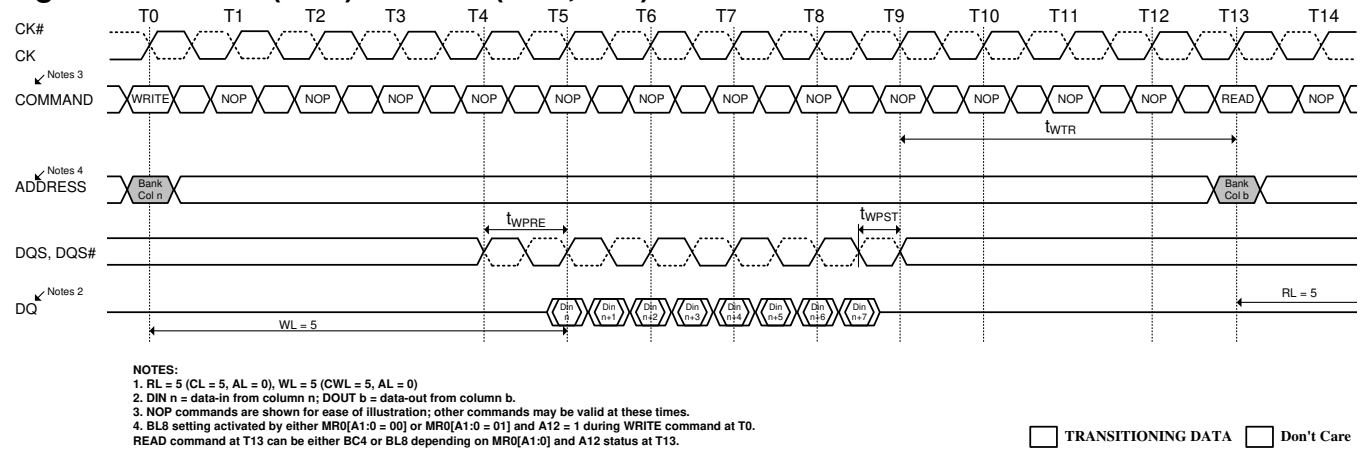 T0 T1 T2 T3 T4 T5 T6 T7 T8 T9 T10 T11 T12 T13 T14
CK#
CK
Notes 3
COMMAND WRITE NOP NOP NOP NOP NOP NOP NOP NOP NOP NOP NOP NOP READ NOP
tWTR
Notes 4
ADDRESS
Bank Bank
Col n Col b
tWPRE tWPST
DQS, DQS#
Notes 2
DQ
Din Din Din Din Din Din Din Din
n n+1 n+2 n+3 n+4 n+5 n+6 n+7
RL = 5
WL = 5
NOTES:
1. RL = 5 (CL = 5, AL = 0), WL = 5 (CWL = 5, AL = 0)
2. DIN n = data-in from column n; DOUT b = data-out from column b.
3. NOP commands are shown for ease of illustration; other commands may be valid at these times.
4. BL8 setting activated by either MR0[A1:0 = 00] or MR0[A1:0 = 01] and A12 = 1 during WRITE command at T0.
READ command at T13 can be either BC4 or BL8 depending on MR0[A1:0] and A12 status at T13.
TRANSITIONING DATA Don't Care